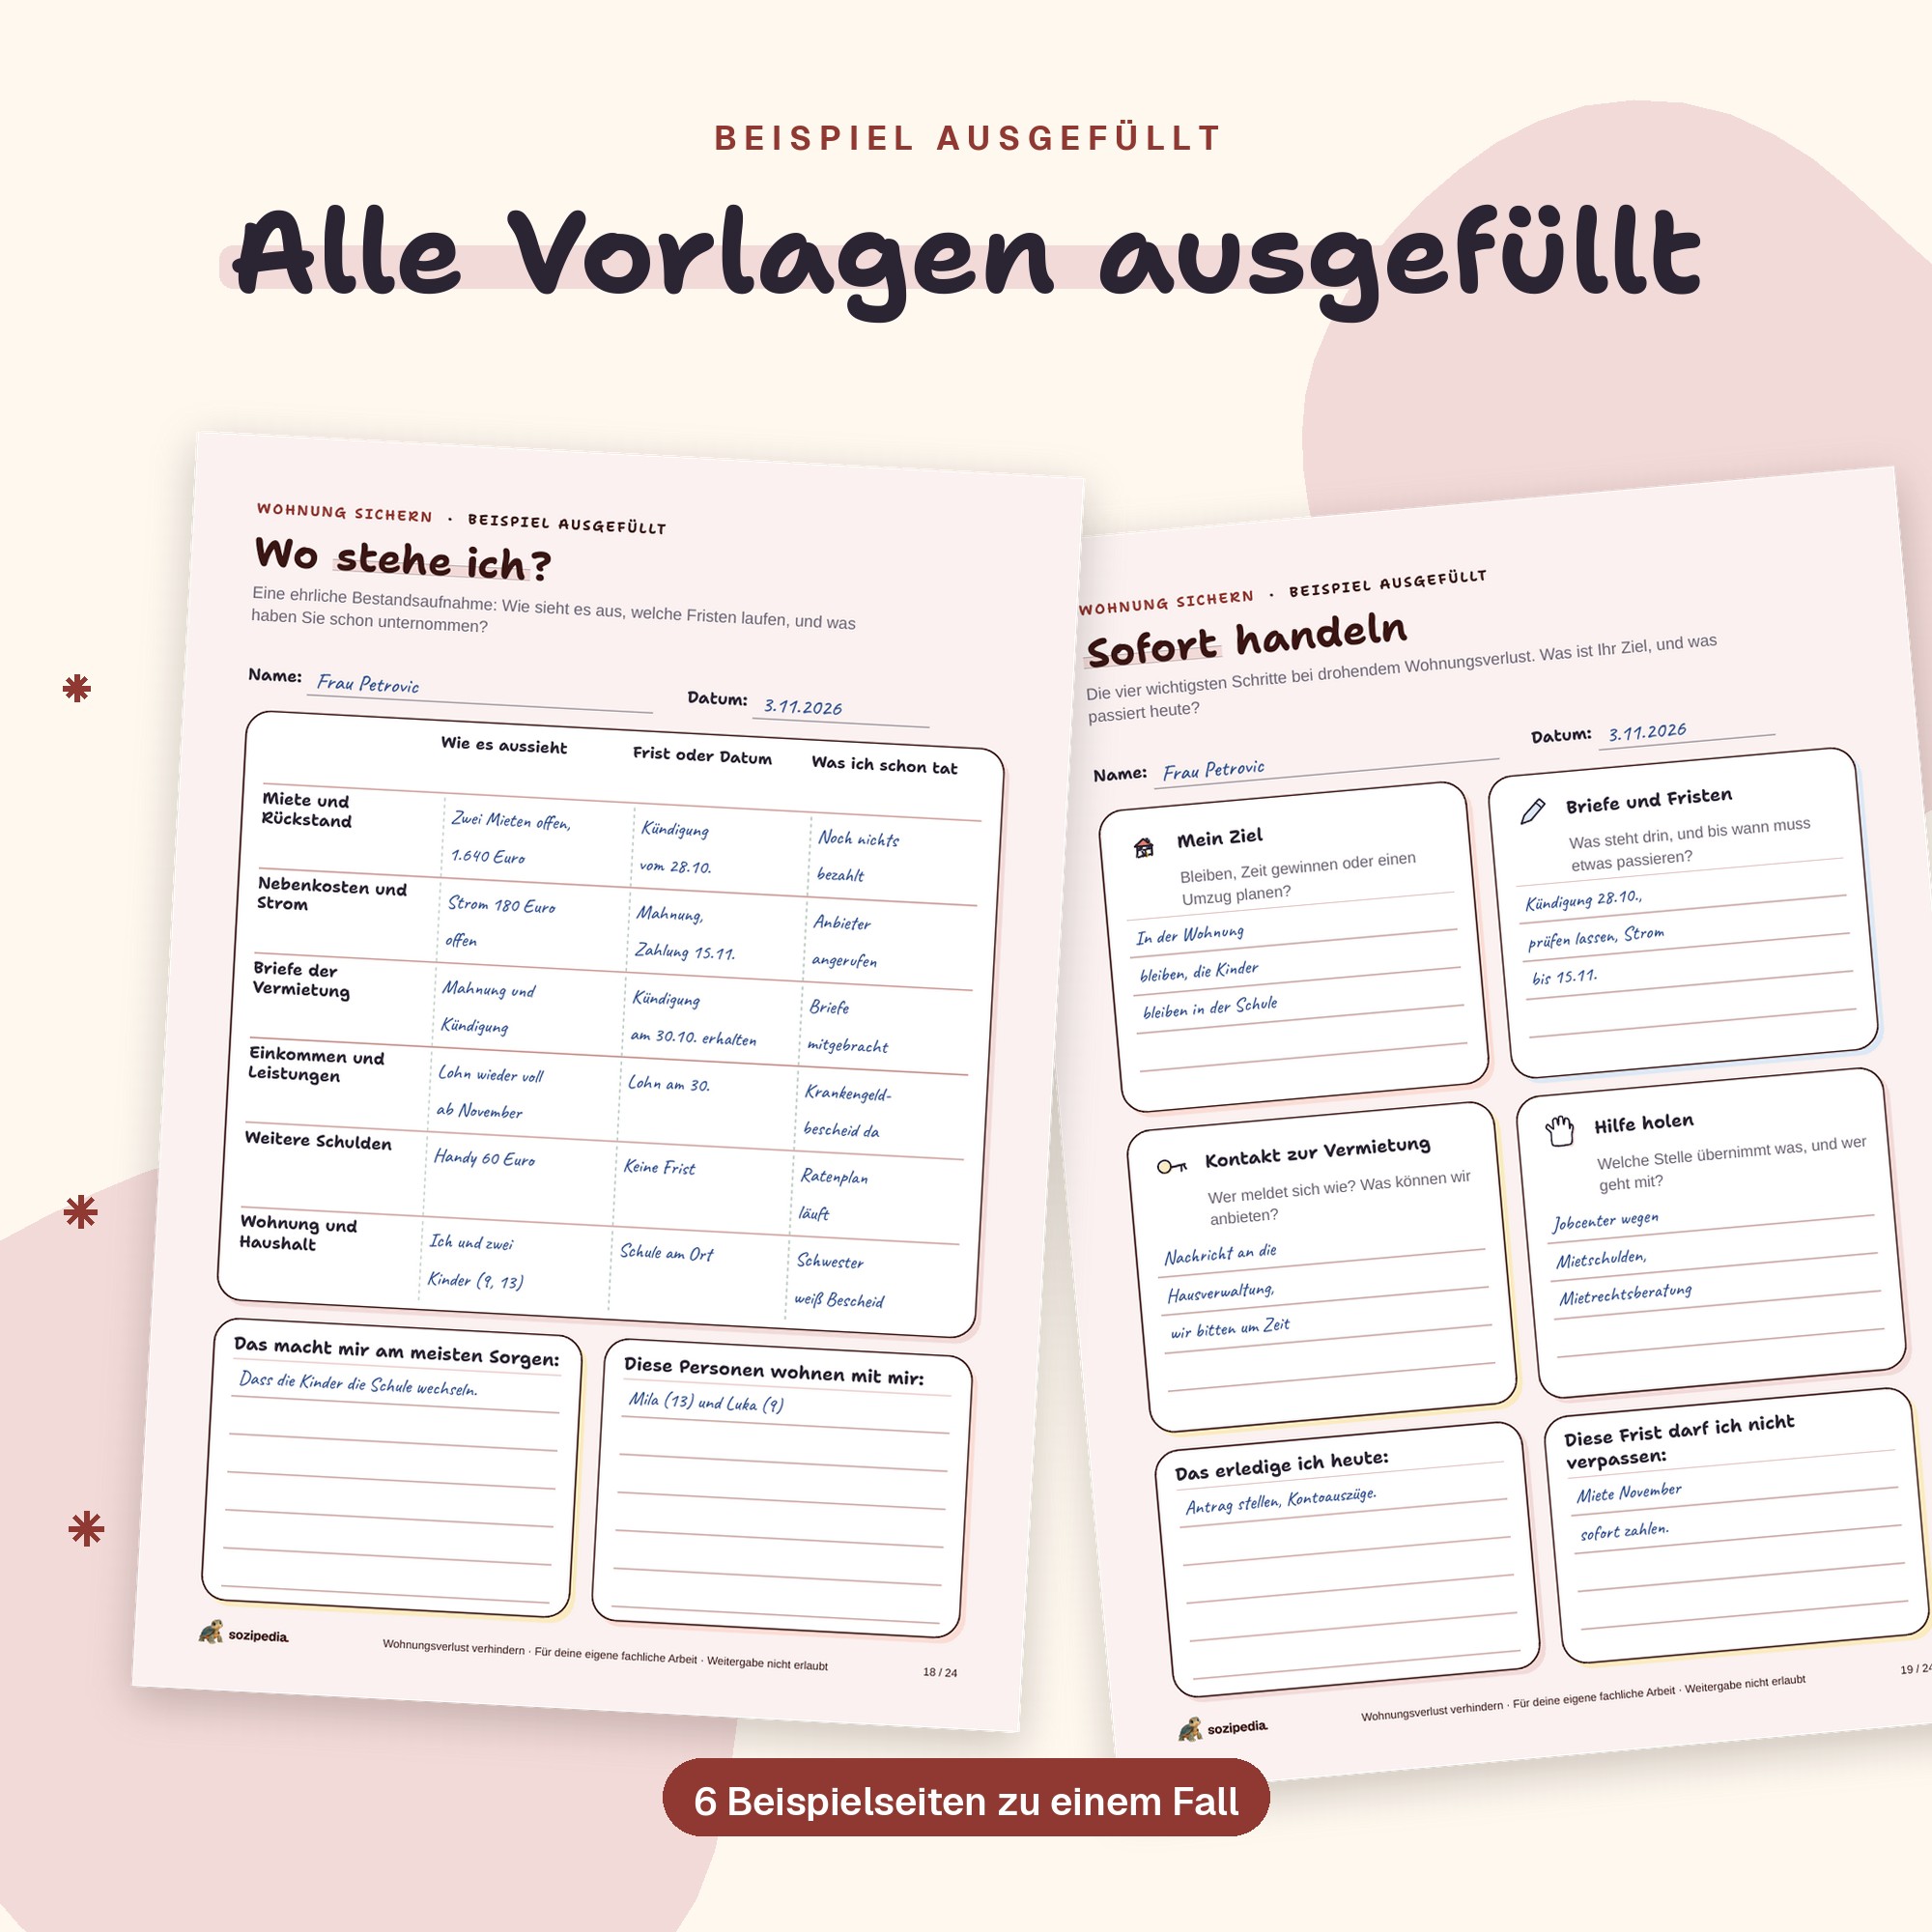 BEISPIEL AUSGEFÜLLT
Alle Vorlagen ausgefüllt
WOHNUNG SICHERN · BEISPIEL AUSGEFÜLLT
Wo stehe ich?
Eine ehrliche Bestandsaufnahme: Wie sieht es aus, welche Fristen laufen, und was
haben Sie schon unternommen?
Name: Frau Petrovic Datum: 3.11.2026
Wie es aussieht Frist oder Datum Was ich schon tat
Miete und
Rückstand
Zwei Mieten offen,
1.640 Euro
Kündigung
vom 28.10.
Noch nichts
bezahlt
Nebenkosten und
Strom
Strom 180 Euro
offen
Mahnung,
Zahlung 15.11.
Anbieter
angerufen
Briefe der
Vermietung
Mahnung und
Kündigung
Kündigung
am 30.10. erhalten
Briefe
mitgebracht
Einkommen und
Leistungen
Lohn wieder voll
ab November
Lohn am 30.
Krankengeld-
bescheid da
Weitere Schulden
Handy 60 Euro
Keine Frist
Ratenplan
läuft
Wohnung und
Haushalt
Ich und zwei
Kinder (9, 13)
Schule am Ort
Schwester
weiß Bescheid
Das macht mir am meisten Sorgen:
Dass die Kinder die Schule wechseln.
Diese Personen wohnen mit mir:
Mila (13) und Luka (9)
sozipedia.
Wohnungsverlust verhindern · Für deine eigene fachliche Arbeit · Weitergabe nicht erlaubt
18 / 24
WOHNUNG SICHERN · BEISPIEL AUSGEFÜLLT
Sofort handeln
Die vier wichtigsten Schritte bei drohendem Wohnungsverlust. Was ist Ihr Ziel, und was
passiert heute?
Name: Frau Petrovic Datum: 3.11.2026
Mein Ziel
Bleiben, Zeit gewinnen oder einen
Umzug planen?
In der Wohnung
bleiben, die Kinder
bleiben in der Schule
Briefe und Fristen
Was steht drin, und bis wann muss
etwas passieren?
Kündigung 28.10.,
prüfen lassen, Strom
bis 15.11.
Kontakt zur Vermietung
Wer meldet sich wie? Was können wir
anbieten?
Nachricht an die
Hausverwaltung,
wir bitten um Zeit
Hilfe holen
Welche Stelle übernimmt was, und wer
geht mit?
Jobcenter wegen
Mietschulden,
Mietrechtsberatung
Das erledige ich heute:
Antrag stellen, Kontoauszüge.
Diese Frist darf ich nicht
verpassen:
Miete November
sofort zahlen.
sozipedia.
Wohnungsverlust verhindern · Für deine eigene fachliche Arbeit · Weitergabe nicht erlaubt
19 / 24
6 Beispielseiten zu einem Fall